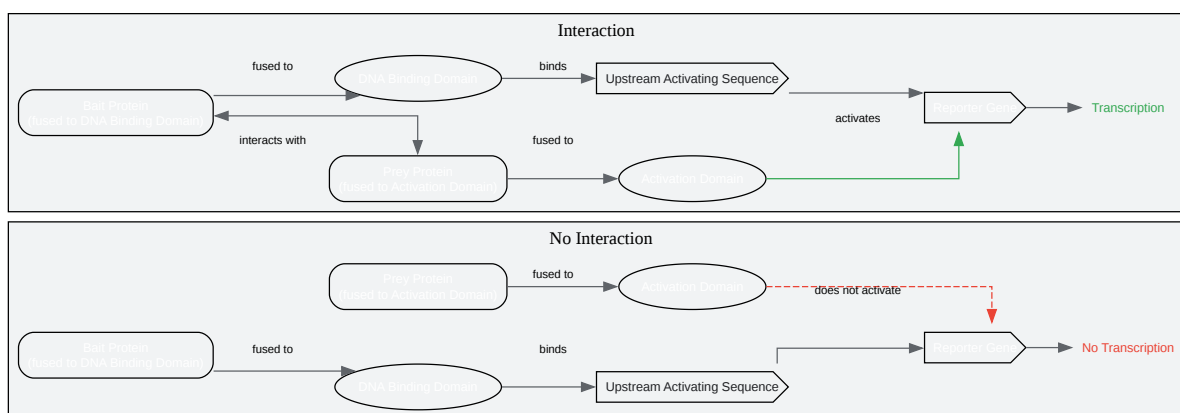 Interaction
fused to
DNA Binding Domain
binds
Upstream Activating Sequence
Bait Protein
(fused to DNA Binding Domain)
Reporter Gene
Transcription
activates
interacts with
fused to
Prey Protein
(fused to Activation Domain)
Activation Domain
No Interaction
Prey Protein
(fused to Activation Domain)
fused to
Activation Domain
does not activate
Bait Protein
(fused to DNA Binding Domain)
fused to
DNA Binding Domain
binds
Upstream Activating Sequence
Reporter Gene
No Transcription